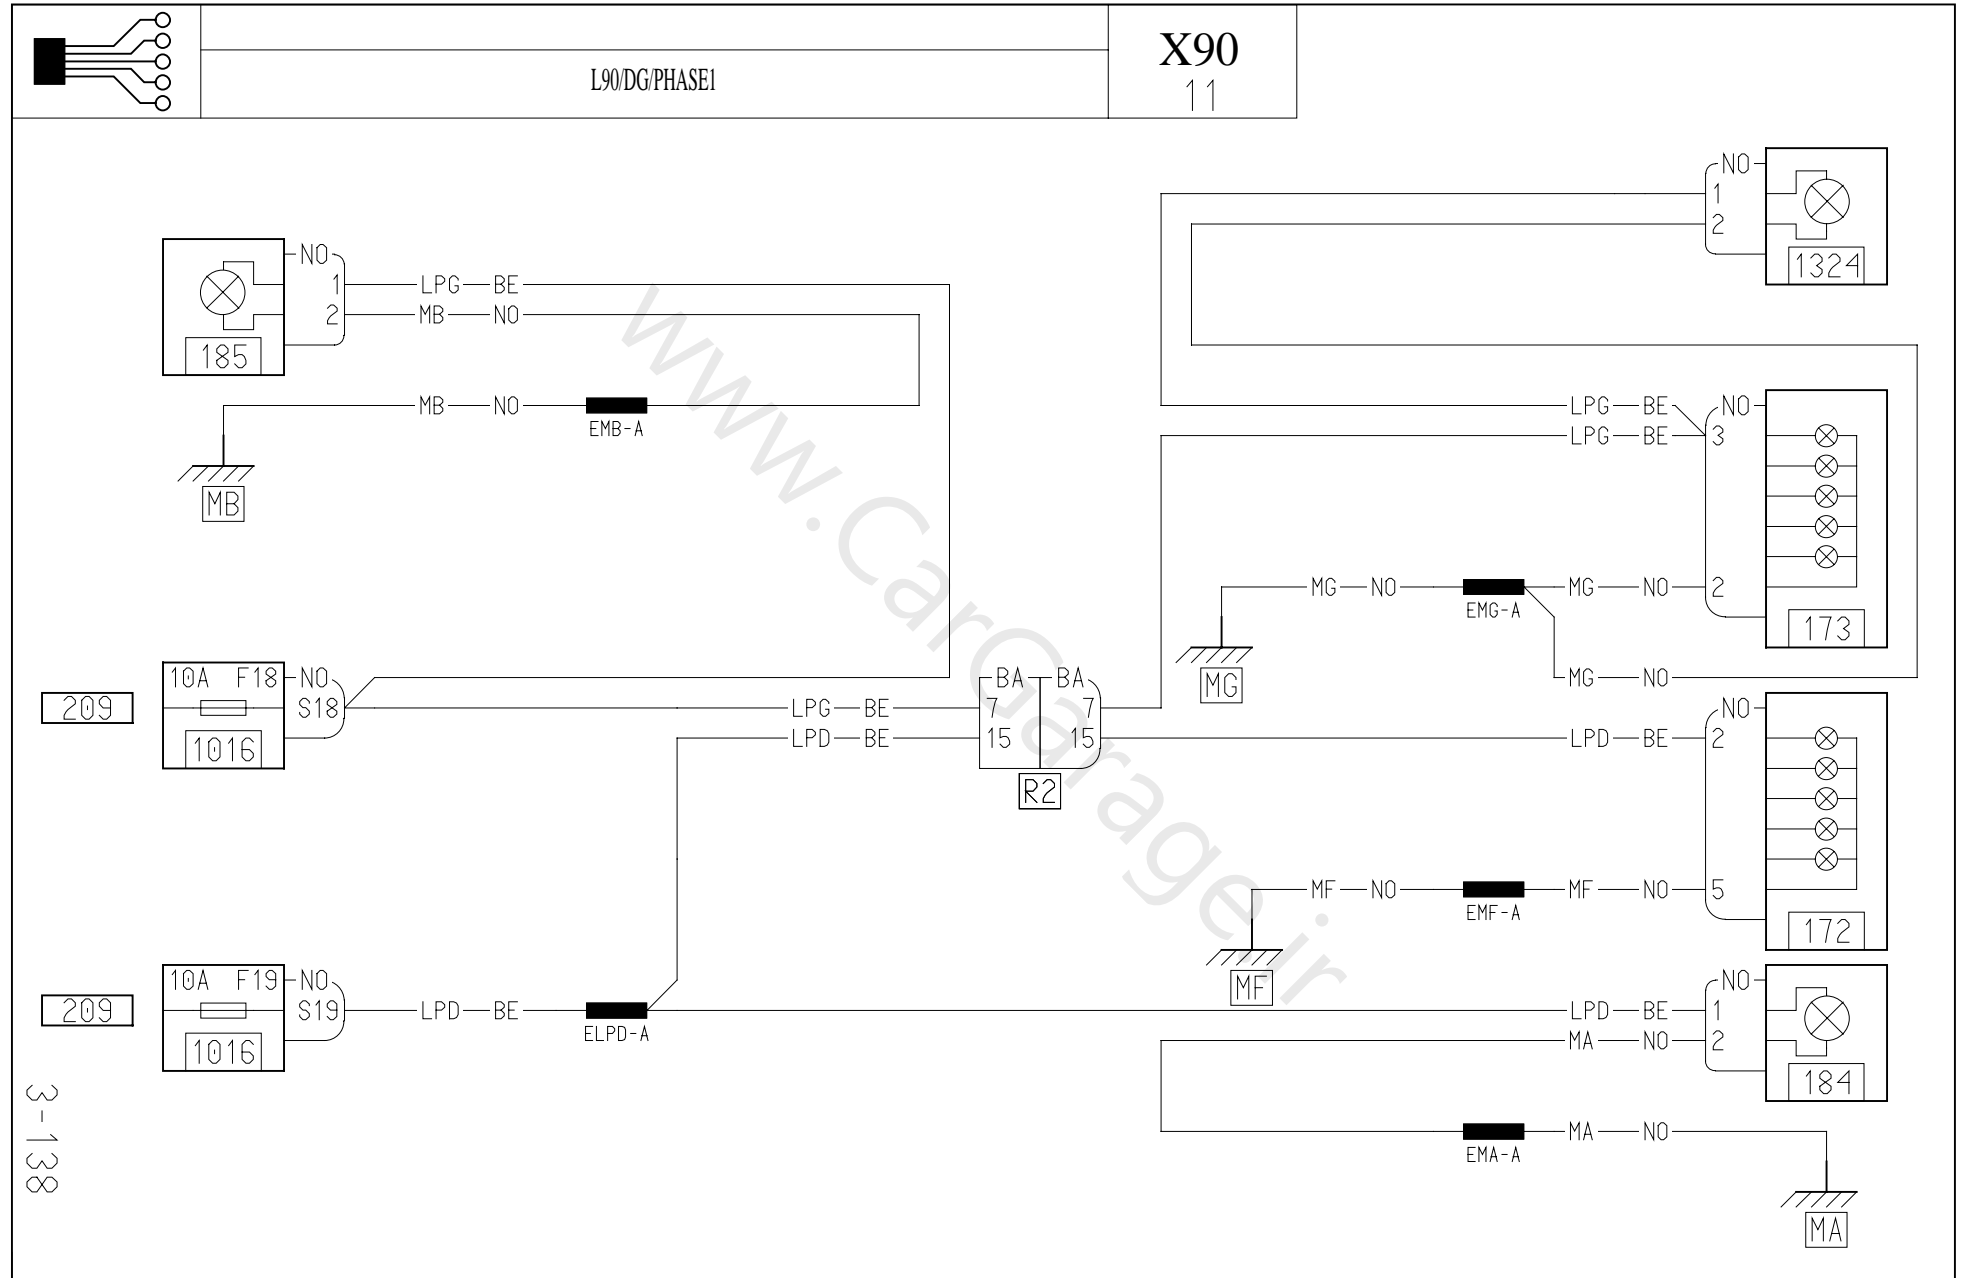 L90/DG/PHASE1
X90
11
NO
1
2
1324
NO
1 LPG BE
2 MB NO
185
MB NO
EMB-A
MB
LPG BE NO
LPG BE 3
MG NO MG NO 2
EMG-A
173
MG
MG NO
10A F18 NO
209 S18
1016
LPG BE
LPD BE
BA BA
7 7
15 15
R2
NO
LPD BE 2
MF NO MF NO 5
EMF-A
172
MF
10A F19 NO
209 S19 LPD BE
ELPD-A
1016
NO
LPD BE 1
MA NO 2
184
MA NO
EMA-A
MA
3-138
www.CarGarage.ir